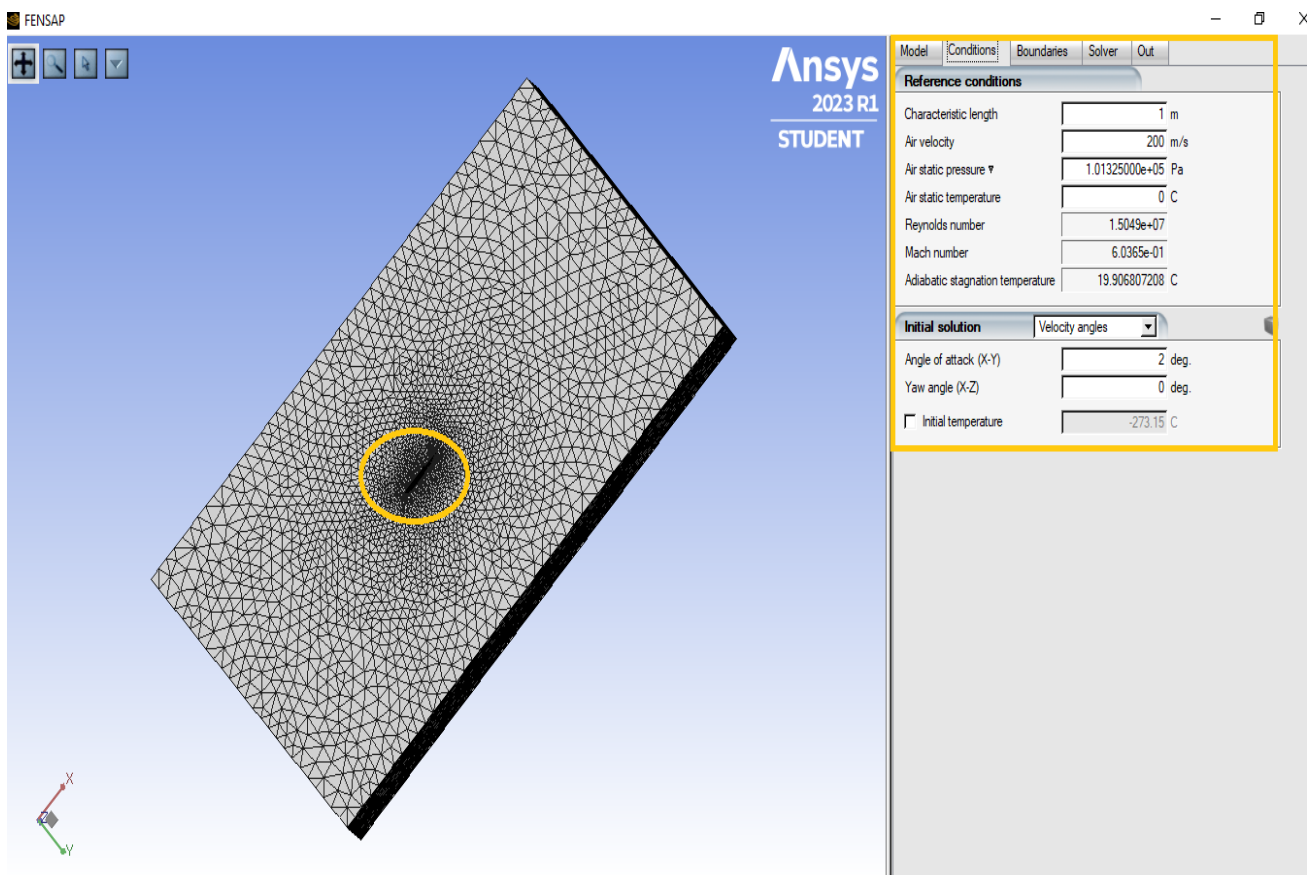 FENSAP
Ansys
2023 R1
STUDENT
X
Z
Y
Model Conditions Boundaries Solver Out
Reference conditions
Characteristic length 1 m
Air velocity 200 m/s
Air static pressure 1.01325000e+05 Pa
Air static temperature 0 C
Reynolds number 1.5049e+07
Mach number 6.0365e-01
Adiabatic stagnation temperature 19.906807208 C
Initial solution Velocity angles
Angle of attack (X-Y) 2 deg.
Yaw angle (X-Z) 0 deg.
Initial temperature -273.15 C